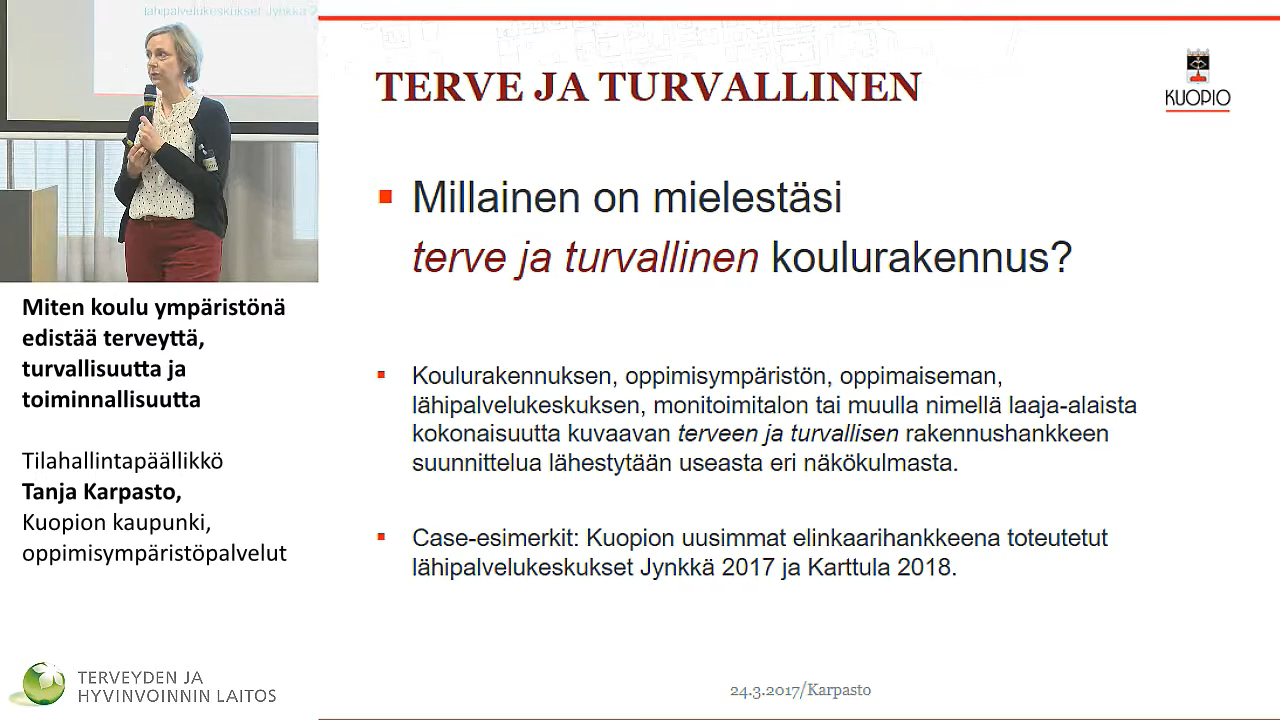 lähipalvelukeskukset Jynkkä
Miten koulu ympäristönä
edistää terveyttä,
turvallisuutta ja
toiminnallisuutta
Tilahallintapäällikkö
Tanja Karpasto,
Kuopion kaupunki,
oppimisympäristöpalvelut
TERVEYDEN JA
HYVINVOINNIN LAITOS
TERVE JA TURVALLINEN
KUOPIO
Millainen on mielestäsi
terve ja turvallinen koulurakennus?
Koulurakennuksen, oppimisympäristön, oppimaiseman,
lähipalvelukeskuksen, monitoimitalon tai muulla nimellä laaja-alaista
kokonaisuutta kuvaavan terveen ja turvallisen rakennushankkeen
suunnittelua lähestytään useasta eri näkökulmasta.
Case-esimerkit: Kuopion uusimmat elinkaarihankkeena toteutetut
lähipalvelukeskukset Jynkkä 2017 ja Karttula 2018.
24.3.2017/Karpasto